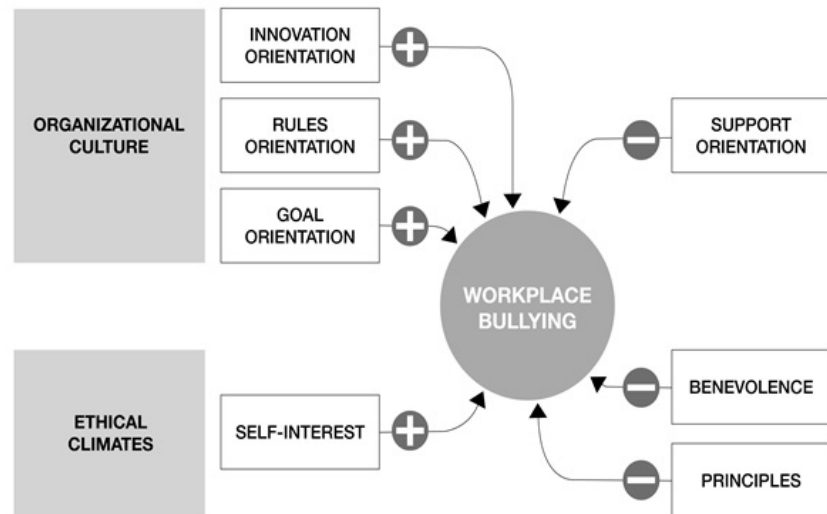 ORGANIZATIONAL
CULTURE
INNOVATION
ORIENTATION
RULES
ORIENTATION
GOAL
ORIENTATION
SUPPORT
ORIENTATION
WORKPLACE
BULLYING
ETHICAL
CLIMATES
SELF-INTEREST
BENEVOLENCE
PRINCIPLES